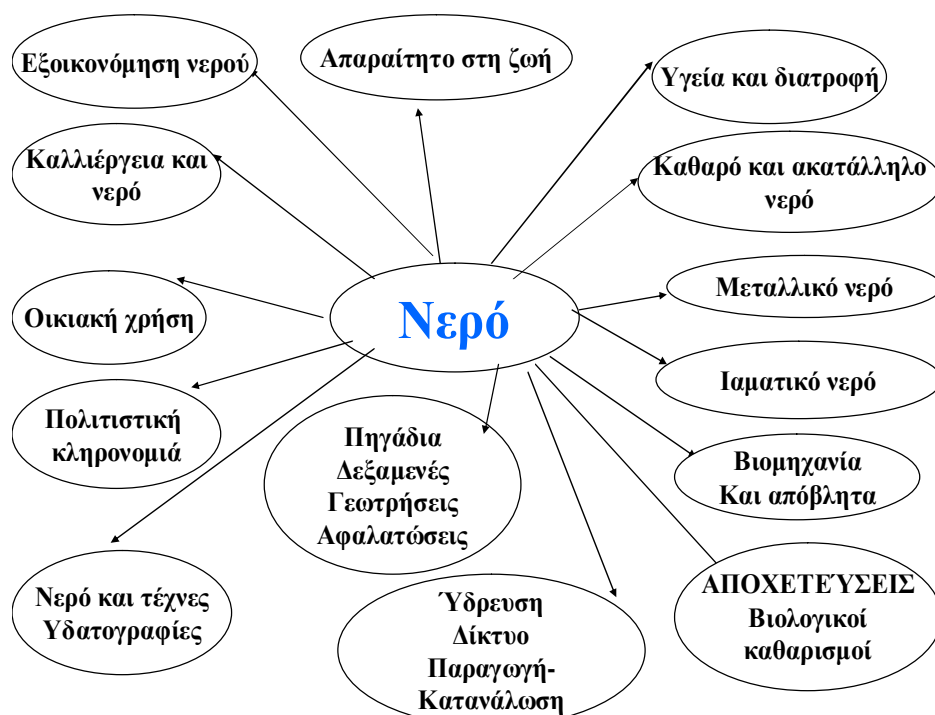 Εξοικονόμηση νερού
Απαραίτητο στη ζωή
Υγεία και διατροφή
Καλλιέργεια και
νερό
Καθαρό και ακατάλληλο
νερό
Νερό
Μεταλλικό νερό
Οικιακή χρήση
Ιαματικό νερό
Πολιτιστική
κληρονομιά
Πηγάδια
Δεξαμενές
Γεωτρήσεις
Αφαλατώσεις
Βιομηχανία
Και απόβλητα
Νερό και τέχνες
Υδατογραφίες
Ύδρευση
Δίκτυο
Παραγωγή-
Κατανάλωση
ΑΠΟΧΕΤΕΎΣΕΙΣ
Βιολογικοί
καθαρισμοί